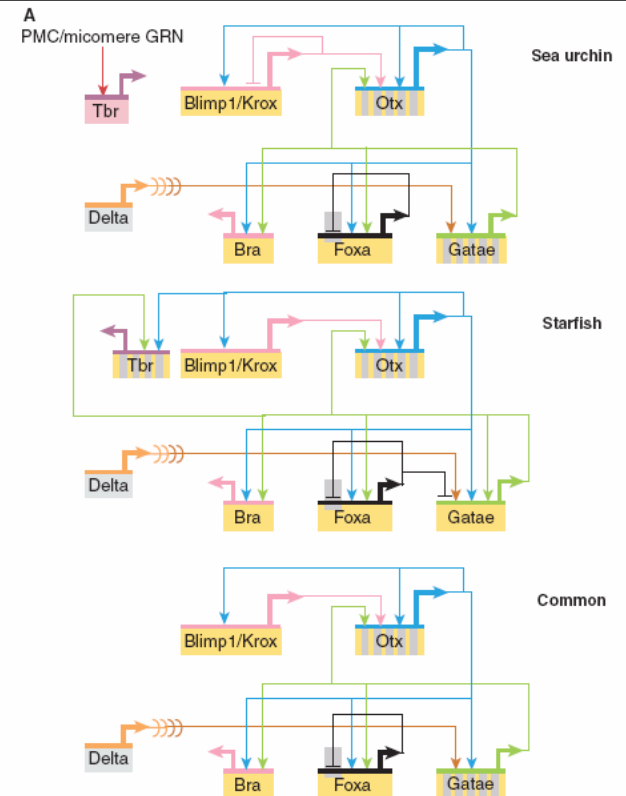 A
PMC/micomere GRN
Sea urchin
Tbr
Blimp1/Krox
Otx
Delta
Bra
Foxa
Gatae
Starfish
Tbr
Blimp1/Krox
Otx
Delta
Bra
Foxa
Gatae
Common
Blimp1/Krox
Otx
Delta
Bra
Foxa
Gatae